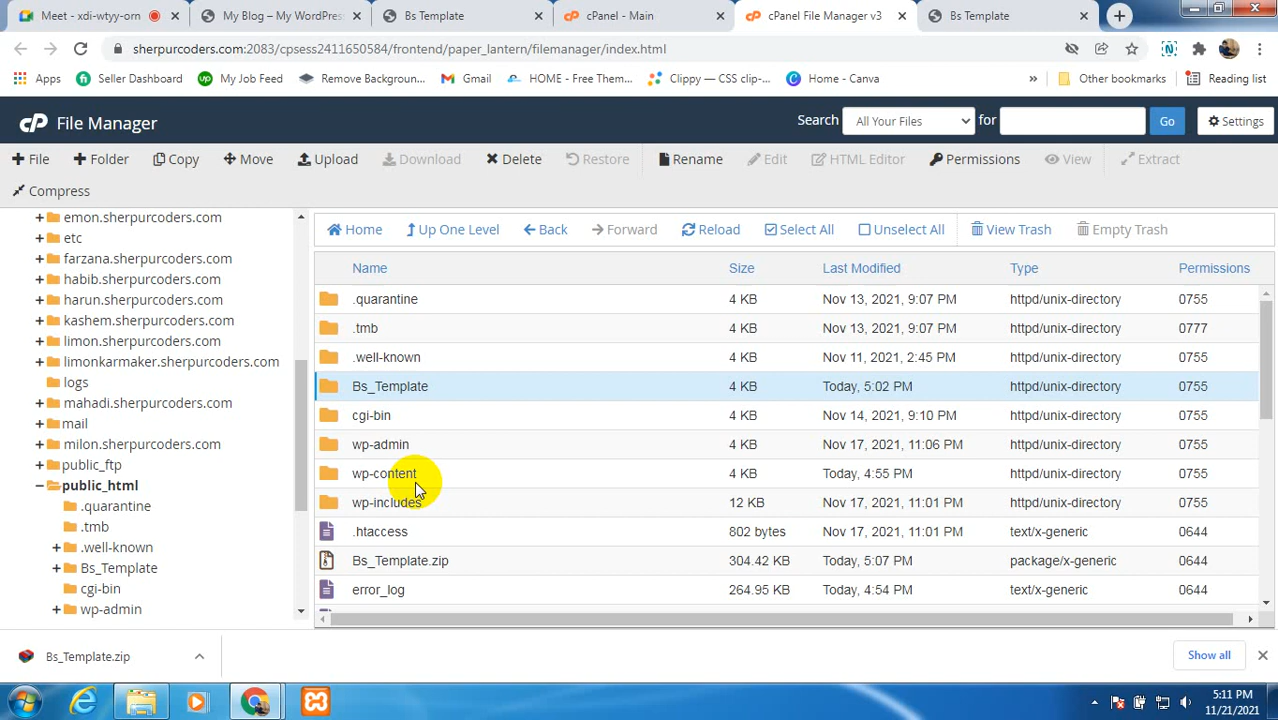 Meet - xdi-wtyy-orn
My Blog – My WordPres
Bs Template
cPanel - Main
cPanel File Manager v3
Bs Template
sherpurcoders.com:2083/cpsess2411650584/frontend/paper_lantern/filemanager/index.html
Apps
Seller Dashboard
My Job Feed
Remove Backgroun...
Gmail
HOME - Free Them...
Clippy — CSS clip-...
Home - Canva
»
Other bookmarks
Reading list
cP File Manager
Search All Your Files for Go Settings
File Folder Copy Move Upload Download Delete Restore Rename Edit HTML Editor Permissions View Extract
Compress
emon.sherpurcoders.com
etc
farzana.sherpurcoders.com
habib.sherpurcoders.com
harun.sherpurcoders.com
kashem.sherpurcoders.com
limon.sherpurcoders.com
limonkarmaker.sherpurcoders.com
logs
mahadi.sherpurcoders.com
mail
milon.sherpurcoders.com
public_ftp
public_html
.quarantine
.tmb
.well-known
Bs_Template
cgi-bin
wp-admin
Home Up One Level Back Forward Reload Select All Unselect All View Trash Empty Trash
Name Size Last Modified Type Permissions
.quarantine 4 KB Nov 13, 2021, 9:07 PM httpd/unix-directory 0755
.tmb 4 KB Nov 13, 2021, 9:07 PM httpd/unix-directory 0777
.well-known 4 KB Nov 11, 2021, 2:45 PM httpd/unix-directory 0755
Bs_Template 4 KB Today, 5:02 PM httpd/unix-directory 0755
cgi-bin 4 KB Nov 14, 2021, 9:10 PM httpd/unix-directory 0755
wp-admin 4 KB Nov 17, 2021, 11:06 PM httpd/unix-directory 0755
wp-content 4 KB Today, 4:55 PM httpd/unix-directory 0755
wp-includes 12 KB Nov 17, 2021, 11:01 PM httpd/unix-directory 0755
.htaccess 802 bytes Nov 17, 2021, 11:01 PM text/x-generic 0644
Bs_Template.zip 304.42 KB Today, 5:07 PM package/x-generic 0644
error_log 264.95 KB Today, 4:54 PM text/x-generic 0644
Bs_Template.zip
Show all
5:11 PM
11/21/2021